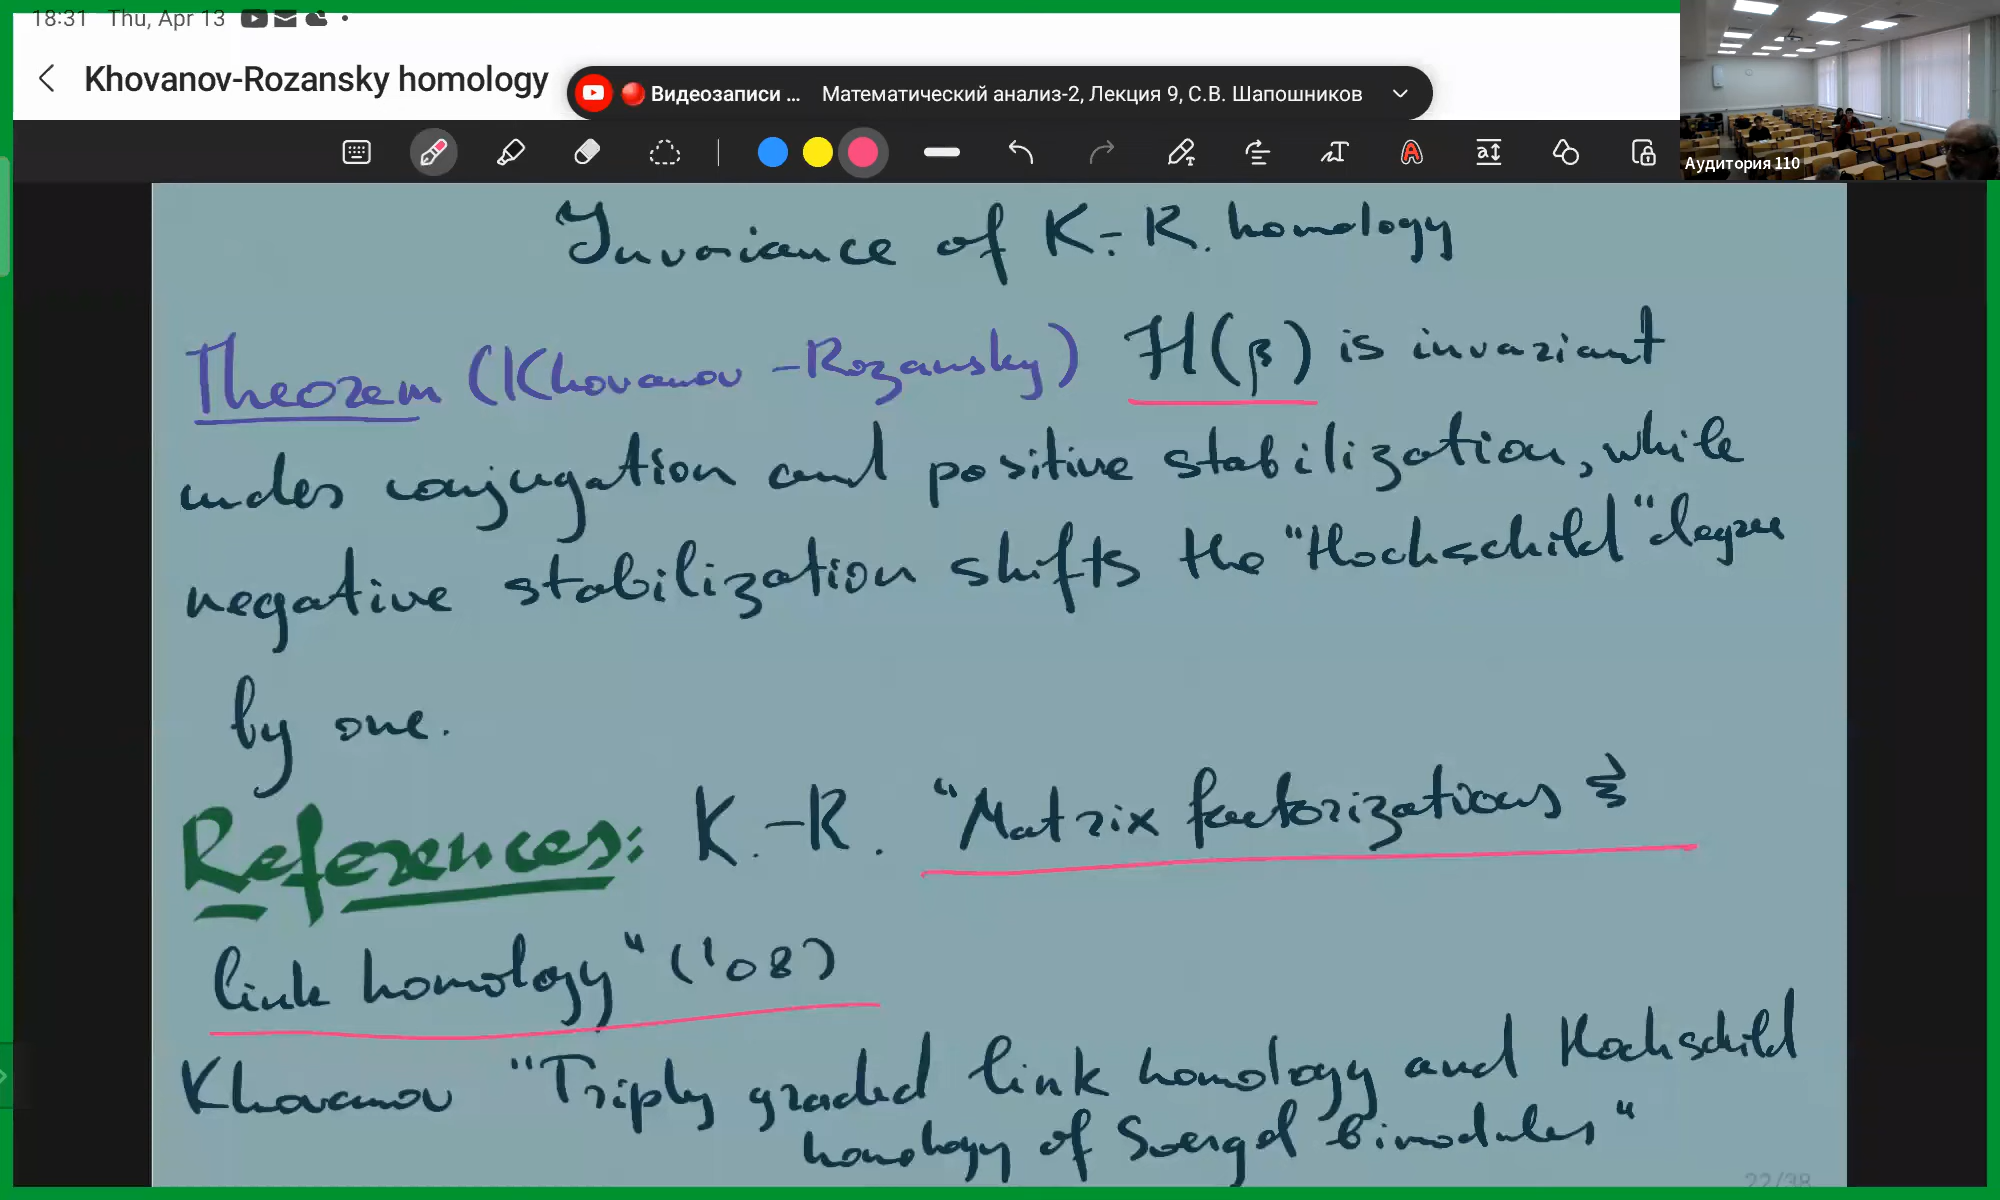 18:31 Thu, Apr 13
Khovanov-Rozansky homology
Видеозаписи ... Математический анализ-2, Лекция 9, С.В. Шапошников
Аудитория 110
Invariance of K.-R. homology
Theorem (Khovanov-Rozansky) H(β) is invariant
under conjugation and positive stabilization, while
negative stabilization shifts the "Hochschild" degree
by one.
References: K.-R. "Matrix factorizations &
link homology" ('08)
Khovanov "Triply graded link homology and Hochschild
homology of Soergel bimodules"
22/38